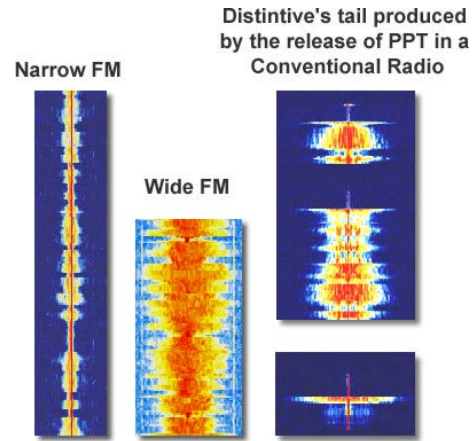 Distintive's tail produced
by the release of PPT in a
Conventional Radio
Narrow FM
Wide FM